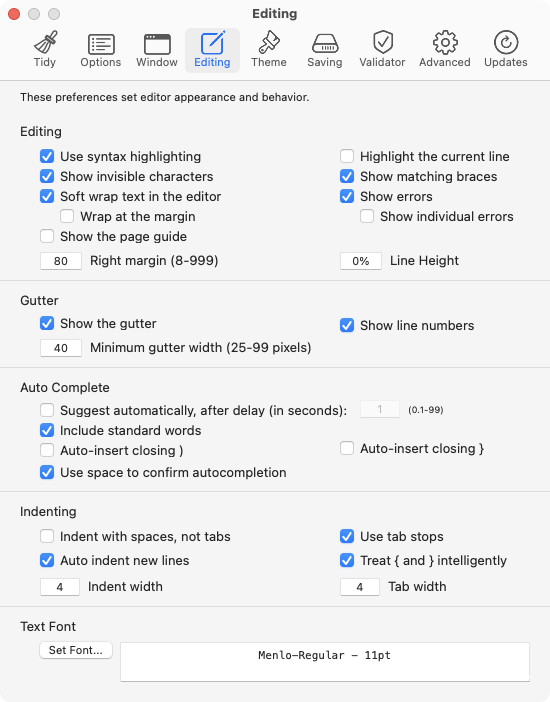 Editing
Tidy Options Window Editing Theme Saving Validator Advanced Updates
These preferences set editor appearance and behavior.
Editing
Use syntax highlighting Highlight the current line
Show invisible characters Show matching braces
Soft wrap text in the editor Show errors
Wrap at the margin Show individual errors
Show the page guide
80 Right margin (8-999) 0% Line Height
Gutter
Show the gutter Show line numbers
40 Minimum gutter width (25-99 pixels)
Auto Complete
Suggest automatically, after delay (in seconds): 1 (0.1-99)
Include standard words
Auto-insert closing ) Auto-insert closing }
Use space to confirm autocompletion
Indenting
Indent with spaces, not tabs Use tab stops
Auto indent new lines Treat { and } intelligently
4 Indent width 4 Tab width
Text Font
Set Font... Menlo-Regular – 11pt